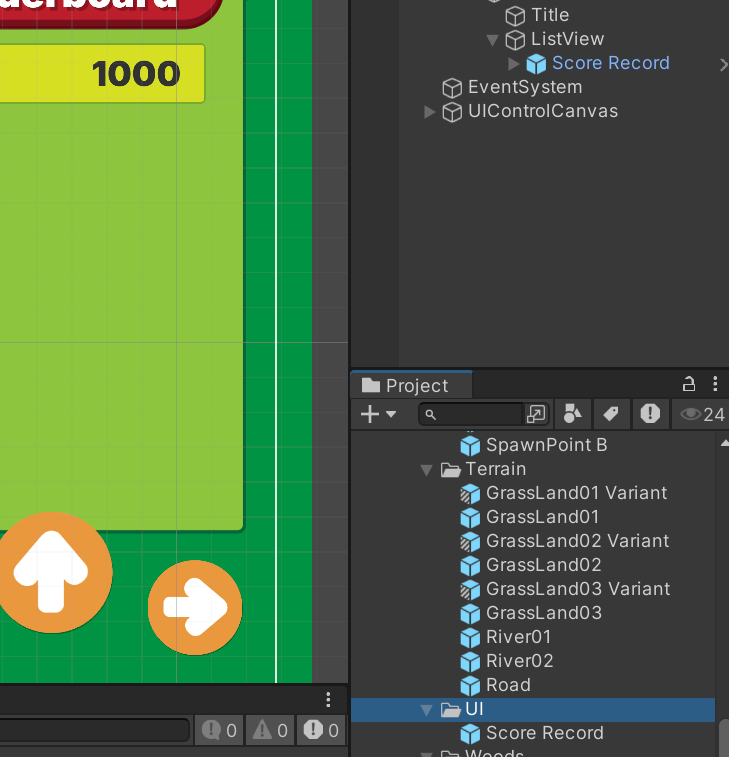 derboard
1000
Title
ListView
Score Record
EventSystem
UIControlCanvas
Project
24
SpawnPoint B
Terrain
GrassLand01 Variant
GrassLand01
GrassLand02 Variant
GrassLand02
GrassLand03 Variant
GrassLand03
River01
River02
Road
UI
Score Record
Woods
0
0
0